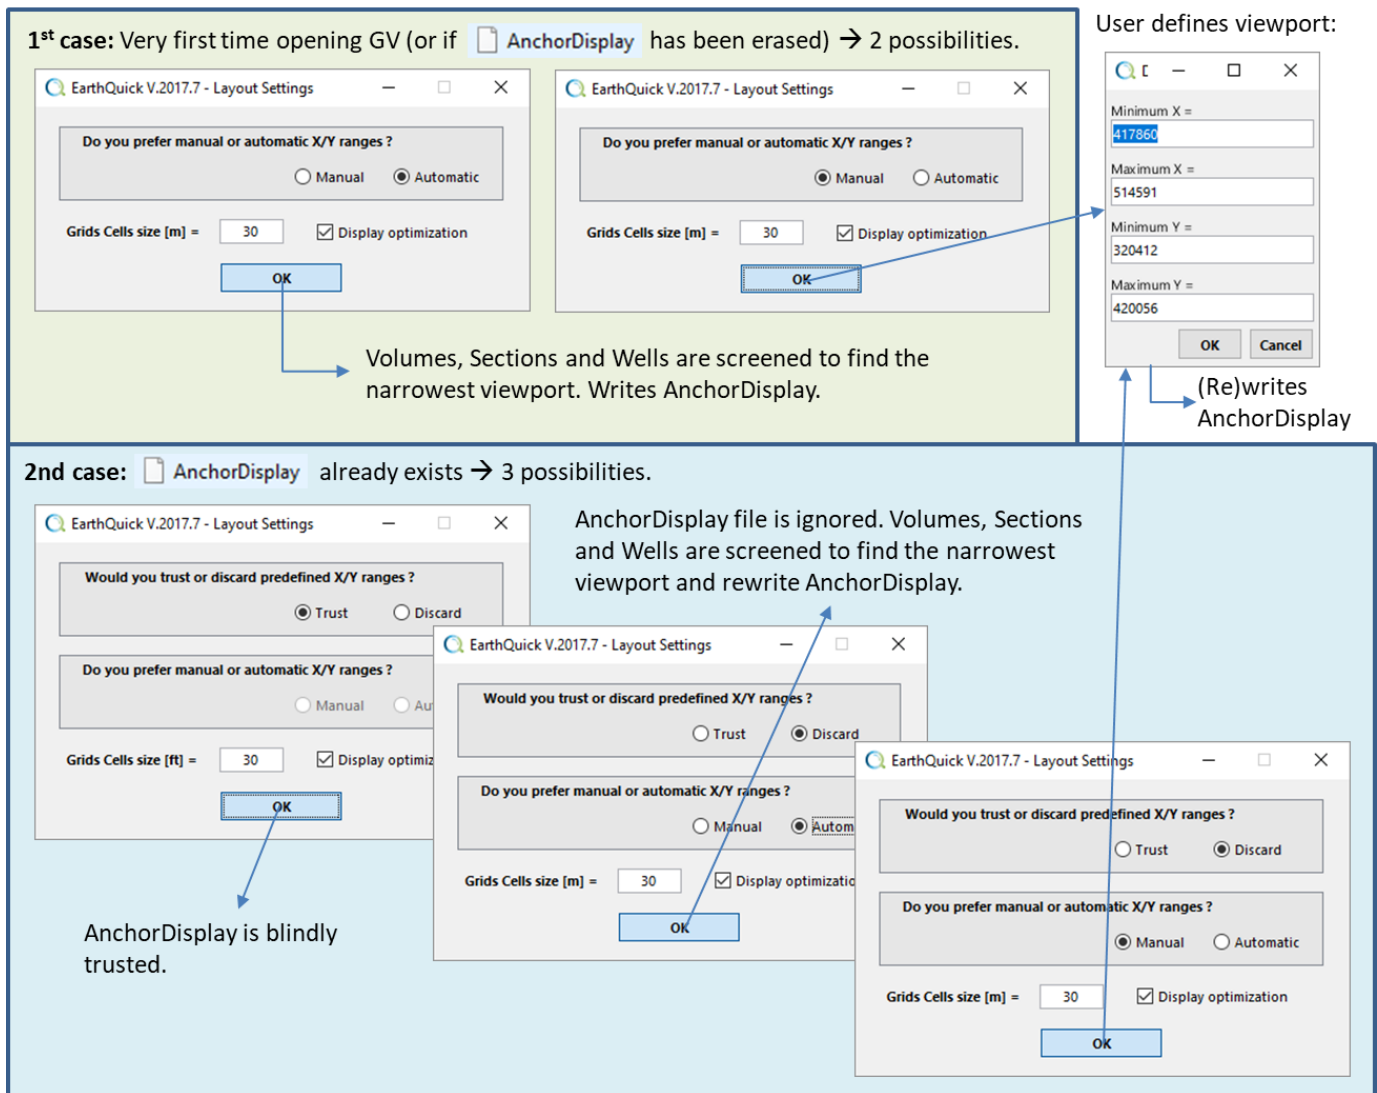 1st case: Very first time opening GV (or if AnchorDisplay has been erased) → 2 possibilities.
EarthQuick V.2017.7 - Layout Settings
Do you prefer manual or automatic X/Y ranges ?
Manual Automatic
Grids Cells size [m] = 30 Display optimization
OK
EarthQuick V.2017.7 - Layout Settings
Do you prefer manual or automatic X/Y ranges ?
Manual Automatic
Grids Cells size [m] = 30 Display optimization
OK
Volumes, Sections and Wells are screened to find the
narrowest viewport. Writes AnchorDisplay.
User defines viewport:
Minimum X =
417860
Maximum X =
514591
Minimum Y =
320412
Maximum Y =
420056
OK Cancel
(Re)writes
AnchorDisplay
2nd case: AnchorDisplay already exists → 3 possibilities.
EarthQuick V.2017.7 - Layout Settings
Would you trust or discard predefined X/Y ranges ?
Trust Discard
Do you prefer manual or automatic X/Y ranges ?
Manual Au
Grids Cells size [ft] = 30 Display optimiz
OK
AnchorDisplay is blindly
trusted.
AnchorDisplay file is ignored. Volumes, Sections
and Wells are screened to find the narrowest
viewport and rewrite AnchorDisplay.
EarthQuick V.2017.7 - Layout Settings
Would you trust or discard predefined X/Y ranges ?
Trust Discard
Do you prefer manual or automatic X/Y ranges ?
Manual Autom
Grids Cells size [m] = 30 Display optimizatio
OK
EarthQuick V.2017.7 - Layout Settings
Would you trust or discard predefined X/Y ranges ?
Trust Discard
Do you prefer manual or automatic X/Y ranges ?
Manual Automatic
Grids Cells size [m] = 30 Display optimization
OK